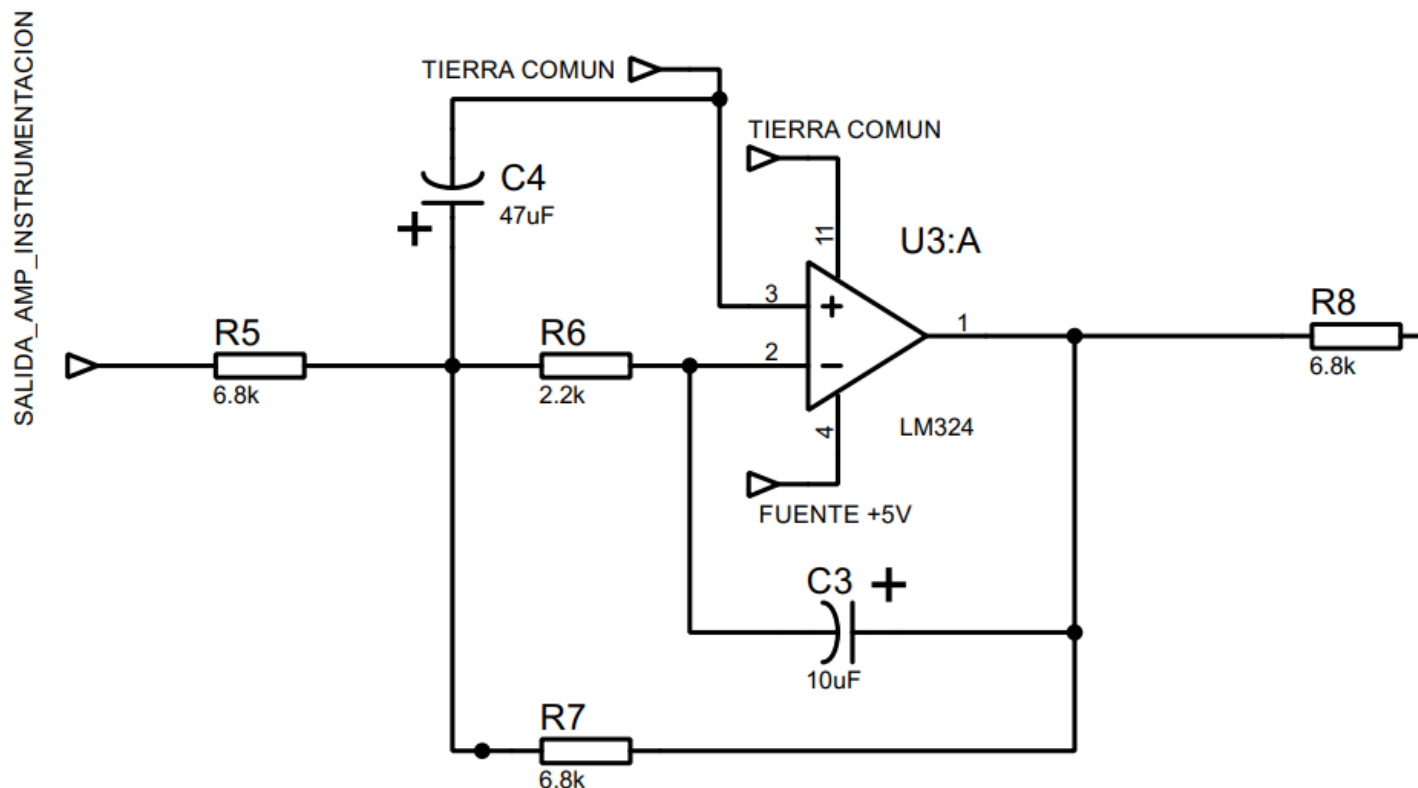 SALIDA_AMP_INSTRUMENTACION
TIERRA COMUN
TIERRA COMUN
C4
47uF
+
11
U3:A
3
+
1
R8
6.8k
R5
6.8k
R6
2.2k
2
−
4
LM324
FUENTE +5V
C3
+
10uF
R7
6.8k